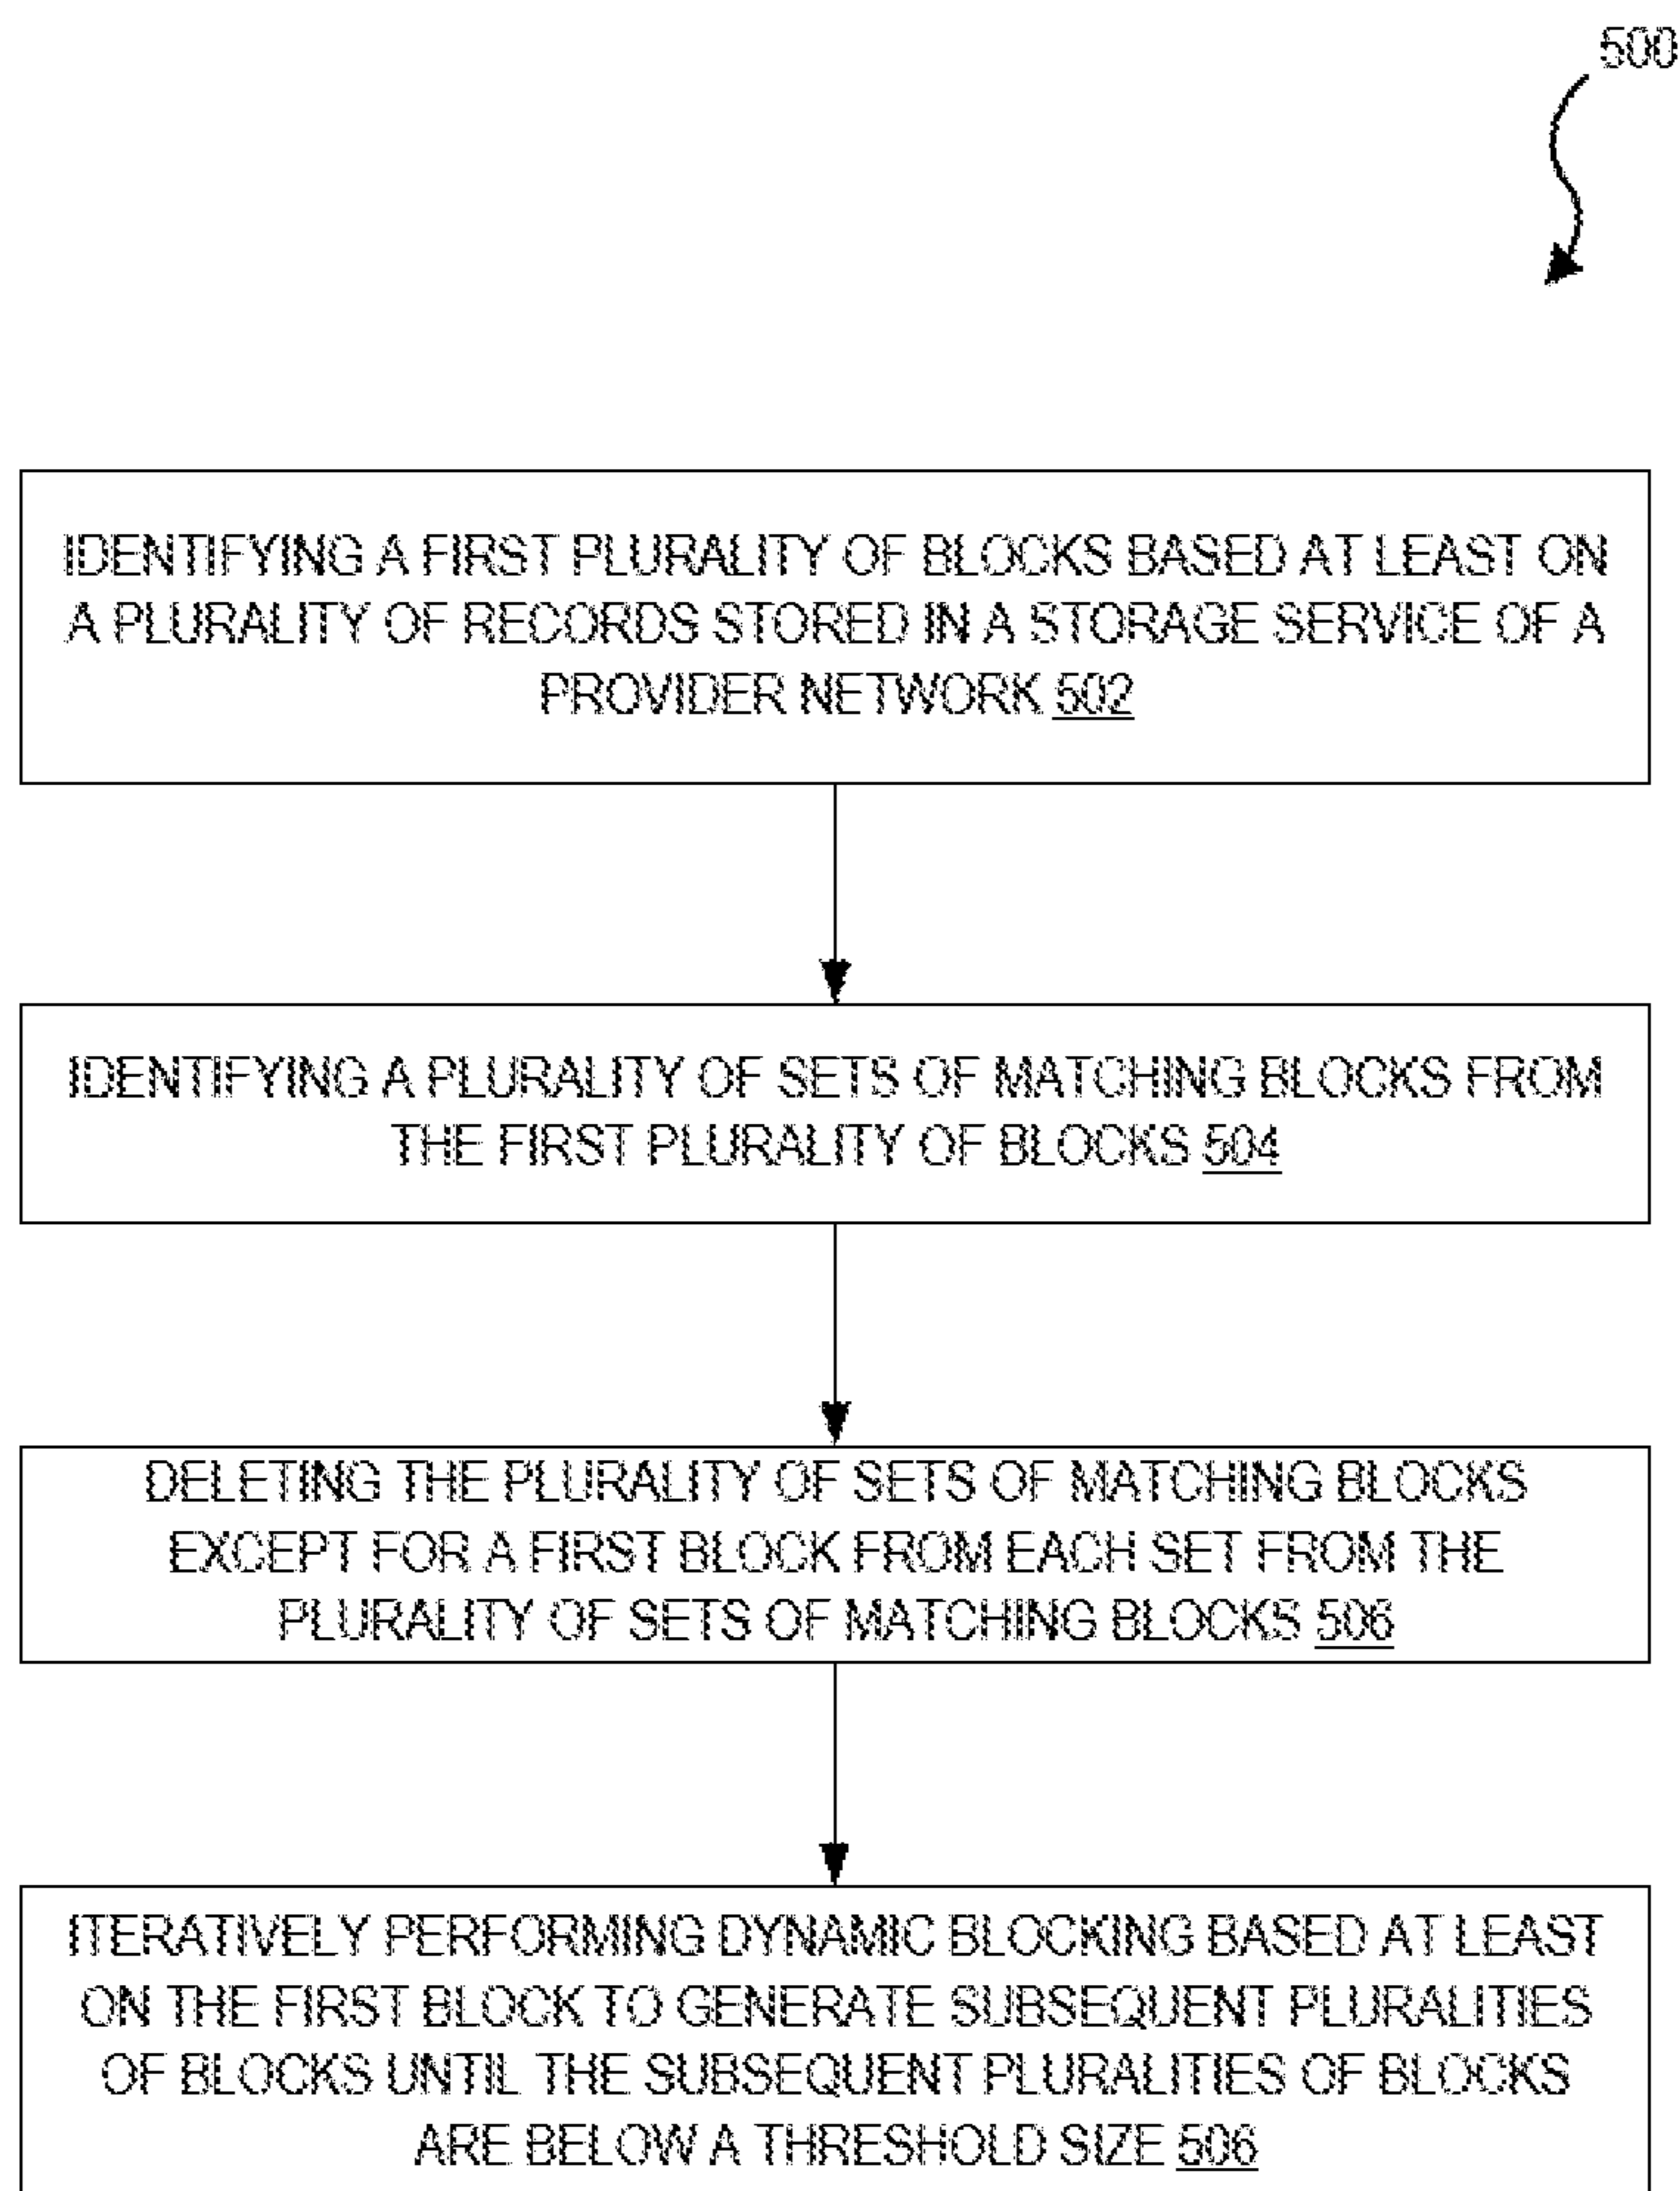 500
IDENTIFYING A FIRST PLURALITY OF BLOCKS BASED AT LEAST ON
A PLURALITY OF RECORDS STORED IN A STORAGE SERVICE OF A
PROVIDER NETWORK 502
IDENTIFYING A PLURALITY OF SETS OF MATCHING BLOCKS FROM
THE FIRST PLURALITY OF BLOCKS 504
DELETING THE PLURALITY OF SETS OF MATCHING BLOCKS
EXCEPT FOR A FIRST BLOCK FROM EACH SET FROM THE
PLURALITY OF SETS OF MATCHING BLOCKS 506
ITERATIVELY PERFORMING DYNAMIC BLOCKING BASED AT LEAST
ON THE FIRST BLOCK TO GENERATE SUBSEQUENT PLURALITIES
OF BLOCKS UNTIL THE SUBSEQUENT PLURALITIES OF BLOCKS
ARE BELOW A THRESHOLD SIZE 506